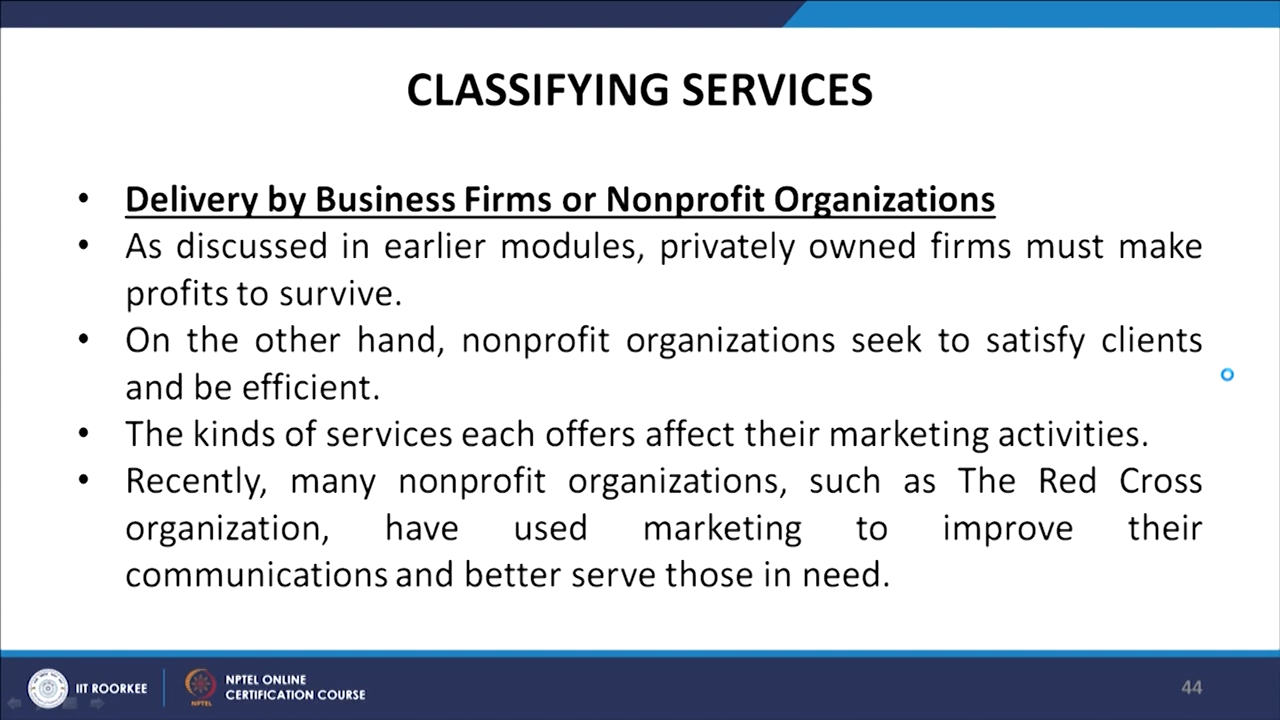 CLASSIFYING SERVICES
• Delivery by Business Firms or Nonprofit Organizations
• As discussed in earlier modules, privately owned firms must make
profits to survive.
• On the other hand, nonprofit organizations seek to satisfy clients
and be efficient.
• The kinds of services each offers affect their marketing activities.
• Recently, many nonprofit organizations, such as The Red Cross
organization, have used marketing to improve their
communications and better serve those in need.
IIT ROORKEE
NPTEL
NPTEL ONLINE
CERTIFICATION COURSE
44